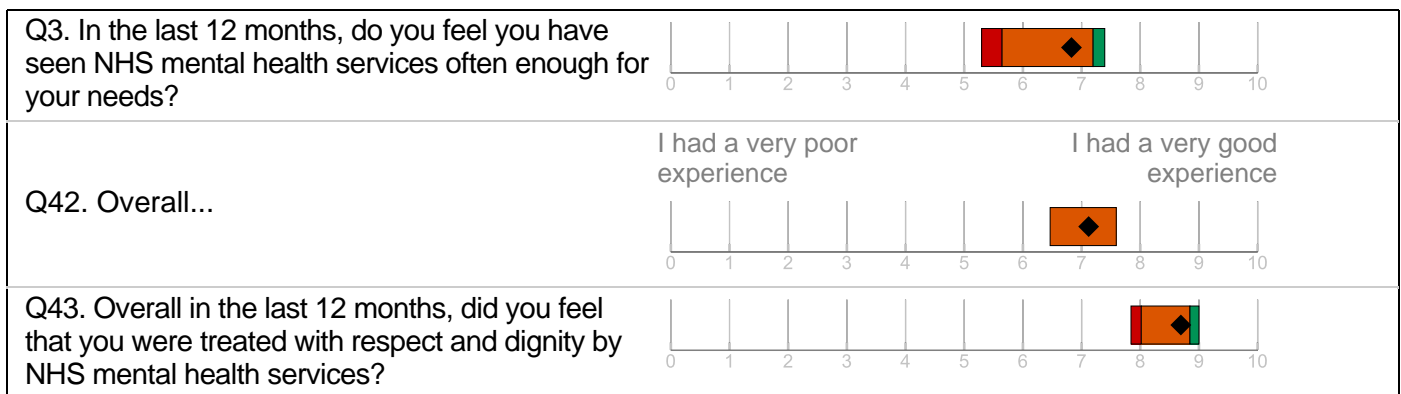 Q3. In the last 12 months, do you feel you have
seen NHS mental health services often enough for
your needs?
0 1 2 3 4 5 6 7 8 9 10
I had a very poor
experience
I had a very good
experience
Q42. Overall...
0 1 2 3 4 5 6 7 8 9 10
Q43. Overall in the last 12 months, did you feel
that you were treated with respect and dignity by
NHS mental health services?
0 1 2 3 4 5 6 7 8 9 10